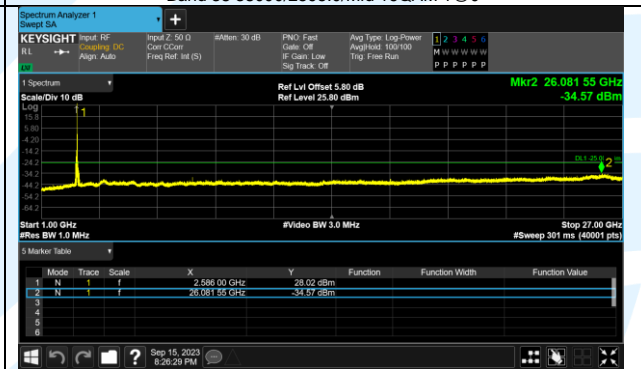 Spectrum Analyzer 1
Swept SA
+
KEYSIGHT Input: RF Input Z: 50 Ω #Atten: 30 dB PNO: Fast Avg Type: Log-Power 1 2 3 4 5 6
RL Coupling: DC Corr CCorr Gate: Off Avg|Hold: 100/100 M W W W W W
Align: Auto Freq Ref: Int (S) IF Gain: Low Trig: Free Run P P P P P P
Sig Track: Off
1 Spectrum Ref Lvl Offset 5.80 dB Mkr2 26.081 55 GHz
Scale/Div 10 dB Ref Level 25.80 dBm -34.57 dBm
Log
15.8
5.80
-4.20
-14.2
-24.2
-34.2
-44.2
-54.2
-64.2
1
2
Start 1.00 GHz #Video BW 3.0 MHz Stop 27.00 GHz
#Res BW 1.0 MHz #Sweep 301 ms (40001 pts)
5 Marker Table
Mode Trace Scale X Y Function Function Width Function Value
1 N 1 f 2.586 00 GHz 28.02 dBm
2 N 1 f 26.081 55 GHz -34.57 dBm
3
4
5
6
? Sep 15, 2023
8:26:29 PM